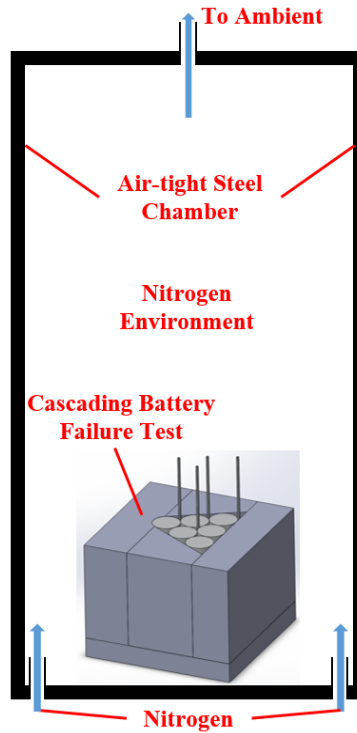 To Ambient
Air-tight Steel
Chamber
Nitrogen
Environment
Cascading Battery
Failure Test
Nitrogen